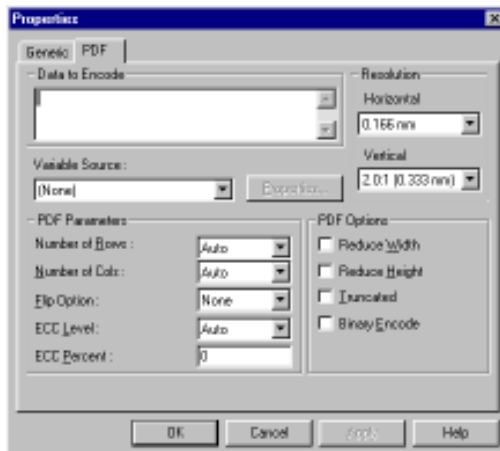 Properties
Generic PDF
Data to Encode
Resolution
Horizontal
0.166 mm
Vertical
2.0:1 (0.333 mm)
Variable Source:
(None)
Properties...
PDF Parameters
Number of Rows: Auto
Number of Cols: Auto
Flip Option: None
ECC Level: Auto
ECC Percent: 0
PDF Options
Reduce Width
Reduce Height
Truncated
Binary Encode
OK Cancel Apply Help